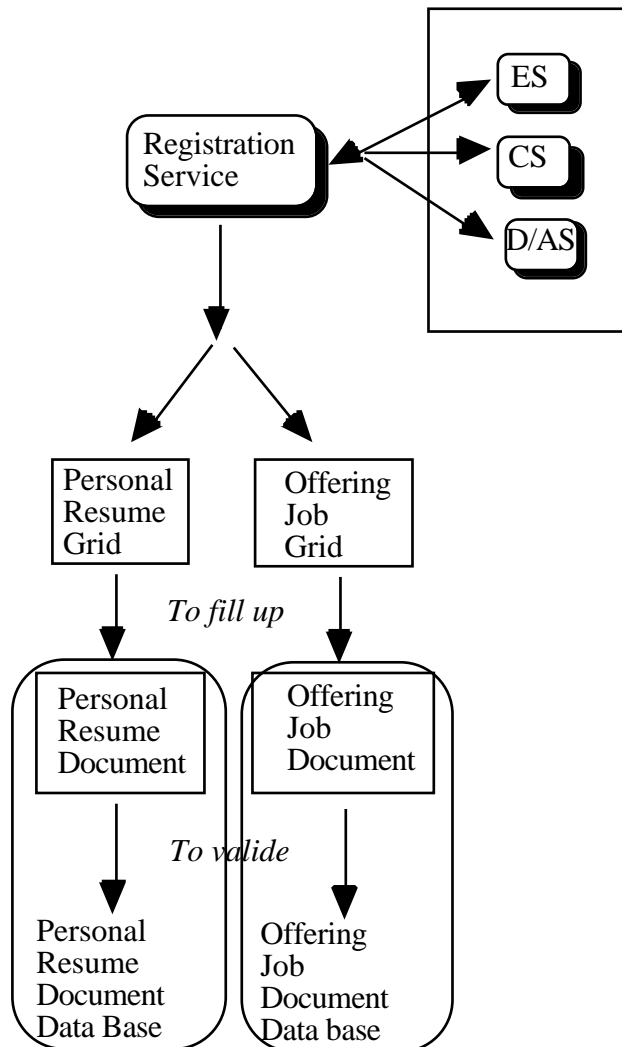 ES
Registration
Service
CS
D/AS
Personal
Resume
Grid
Offering
Job
Grid
To fill up
Personal
Resume
Document
Offering
Job
Document
To valide
Personal
Resume
Document
Data Base
Offering
Job
Document
Data base